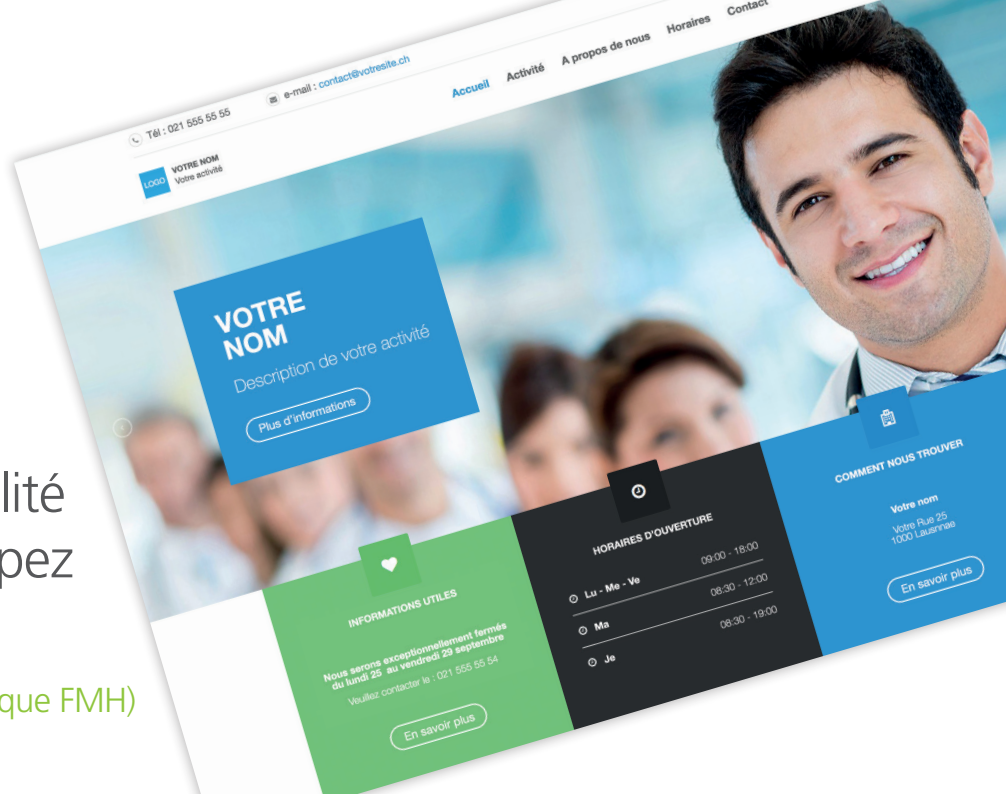 Tél : 021 555 55 55
e-mail : contact@votresite.ch
LOGO
VOTRE NOM
Votre activité
Accueil
Activité
A propos de nous
Horaires
Contact
VOTRE
NOM
Description de votre activité
Plus d'informations
lité
pez
que FMH)
INFORMATIONS UTILES
Nous serons exceptionnellement fermés
du lundi 25 au vendredi 29 septembre
Veuillez contacter le : 021 555 55 54
En savoir plus
HORAIRES D'OUVERTURE
Lu - Me - Ve 09:00 - 18:00
Ma 08:30 - 12:00
Je 08:30 - 19:00
COMMENT NOUS TROUVER
Votre nom
Votre Rue 25
1000 Lausnnae
En savoir plus